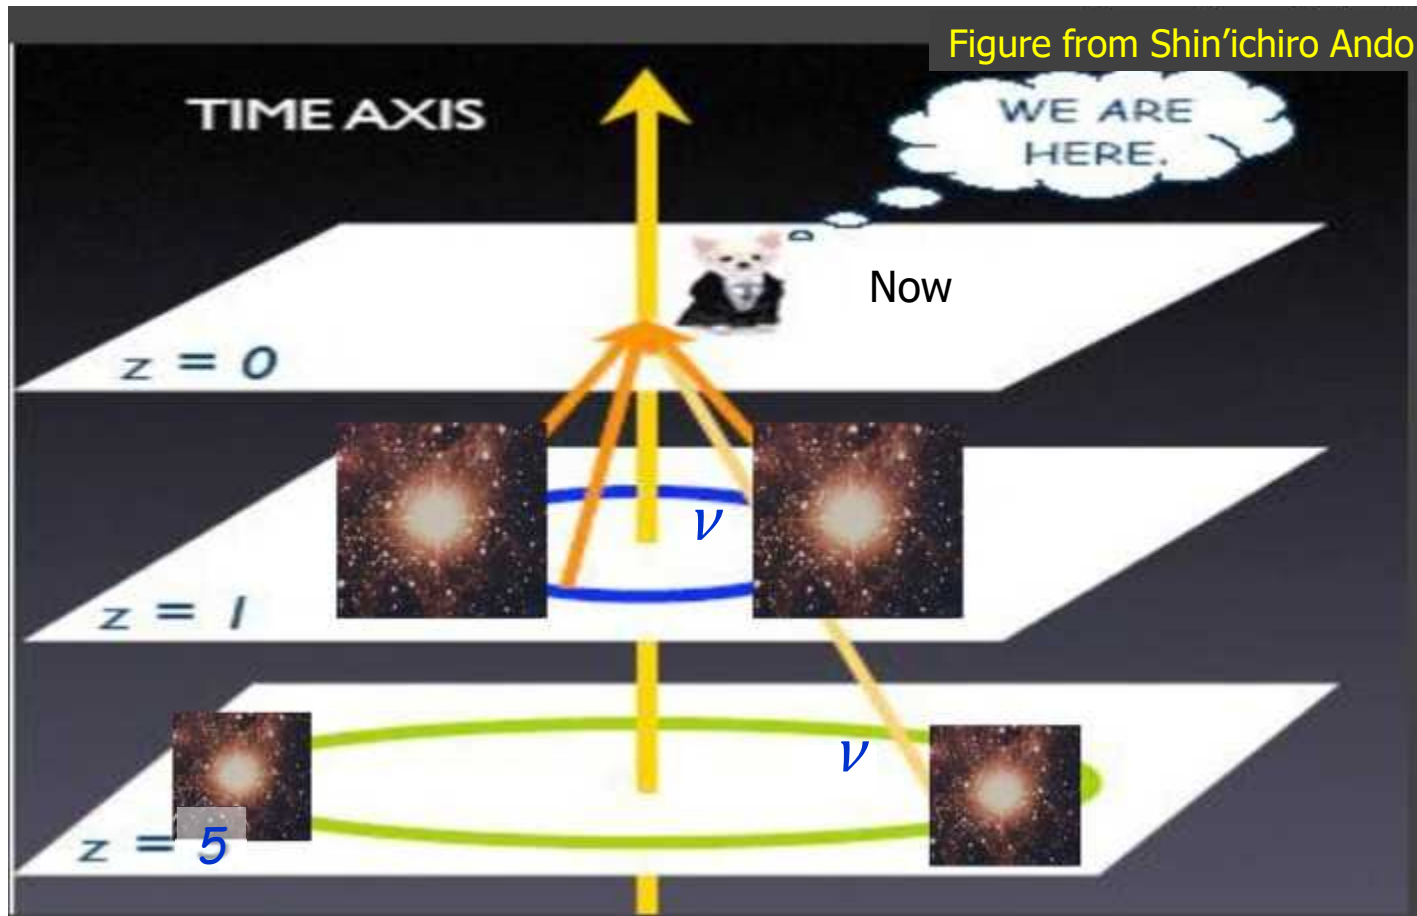 Figure from Shin’ichiro Ando
TIME AXIS
WE ARE
HERE.
Now
z = 0
ν
z = 1
ν
z = 5